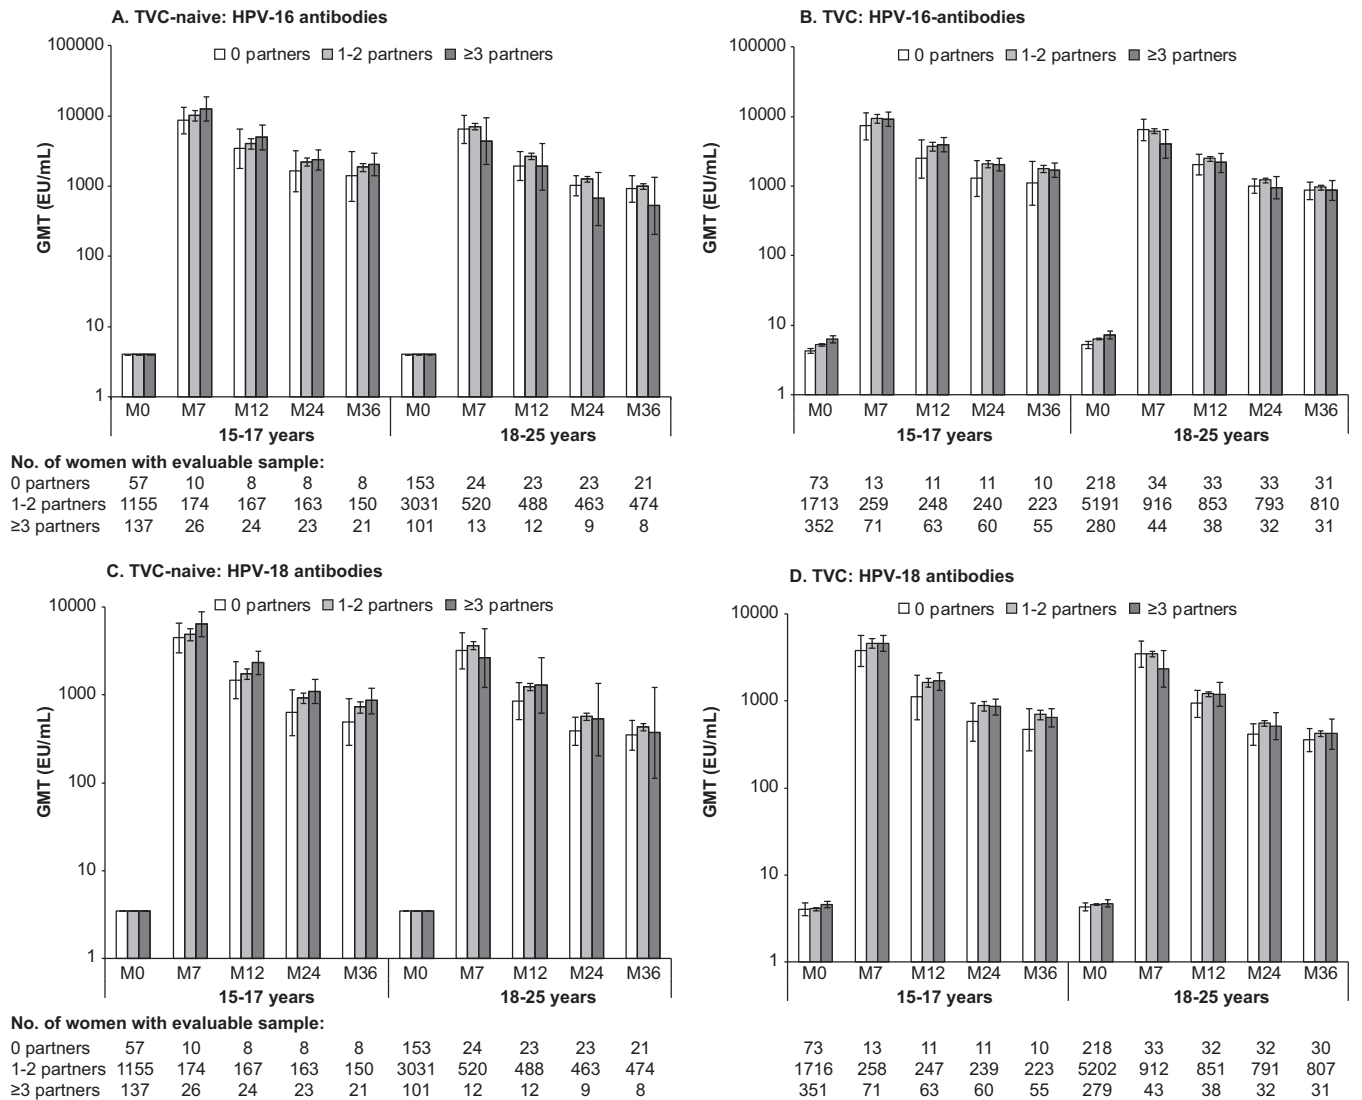 A. TVC-naive: HPV-16 antibodies
0 partners 1-2 partners ≥3 partners
GMT (EU/mL)
100000
10000
1000
100
10
1
M0 M7 M12 M24 M36 M0 M7 M12 M24 M36
15-17 years 18-25 years
No. of women with evaluable sample:
0 partners 57 10 8 8 8 153 24 23 23 21
1-2 partners 1155 174 167 163 150 3031 520 488 463 474
≥3 partners 137 26 24 23 21 101 13 12 9 8
B. TVC: HPV-16-antibodies
0 partners 1-2 partners ≥3 partners
GMT (EU/mL)
100000
10000
1000
100
10
1
M0 M7 M12 M24 M36 M0 M7 M12 M24 M36
15-17 years 18-25 years
73 13 11 11 10 218 34 33 33 31
1713 259 248 240 223 5191 916 853 793 810
352 71 63 60 55 280 44 38 32 31
C. TVC-naive: HPV-18 antibodies
0 partners 1-2 partners ≥3 partners
GMT (EU/mL)
10000
1000
100
10
1
M0 M7 M12 M24 M36 M0 M7 M12 M24 M36
15-17 years 18-25 years
No. of women with evaluable sample:
0 partners 57 10 8 8 8 153 24 23 23 21
1-2 partners 1155 174 167 163 150 3031 520 488 463 474
≥3 partners 137 26 24 23 21 101 12 12 9 8
D. TVC: HPV-18 antibodies
0 partners 1-2 partners ≥3 partners
GMT (EU/mL)
10000
1000
100
10
1
M0 M7 M12 M24 M36 M0 M7 M12 M24 M36
15-17 years 18-25 years
73 13 11 11 10 218 33 32 32 30
1716 258 247 239 223 5202 912 851 791 807
351 71 63 60 55 279 43 38 32 31